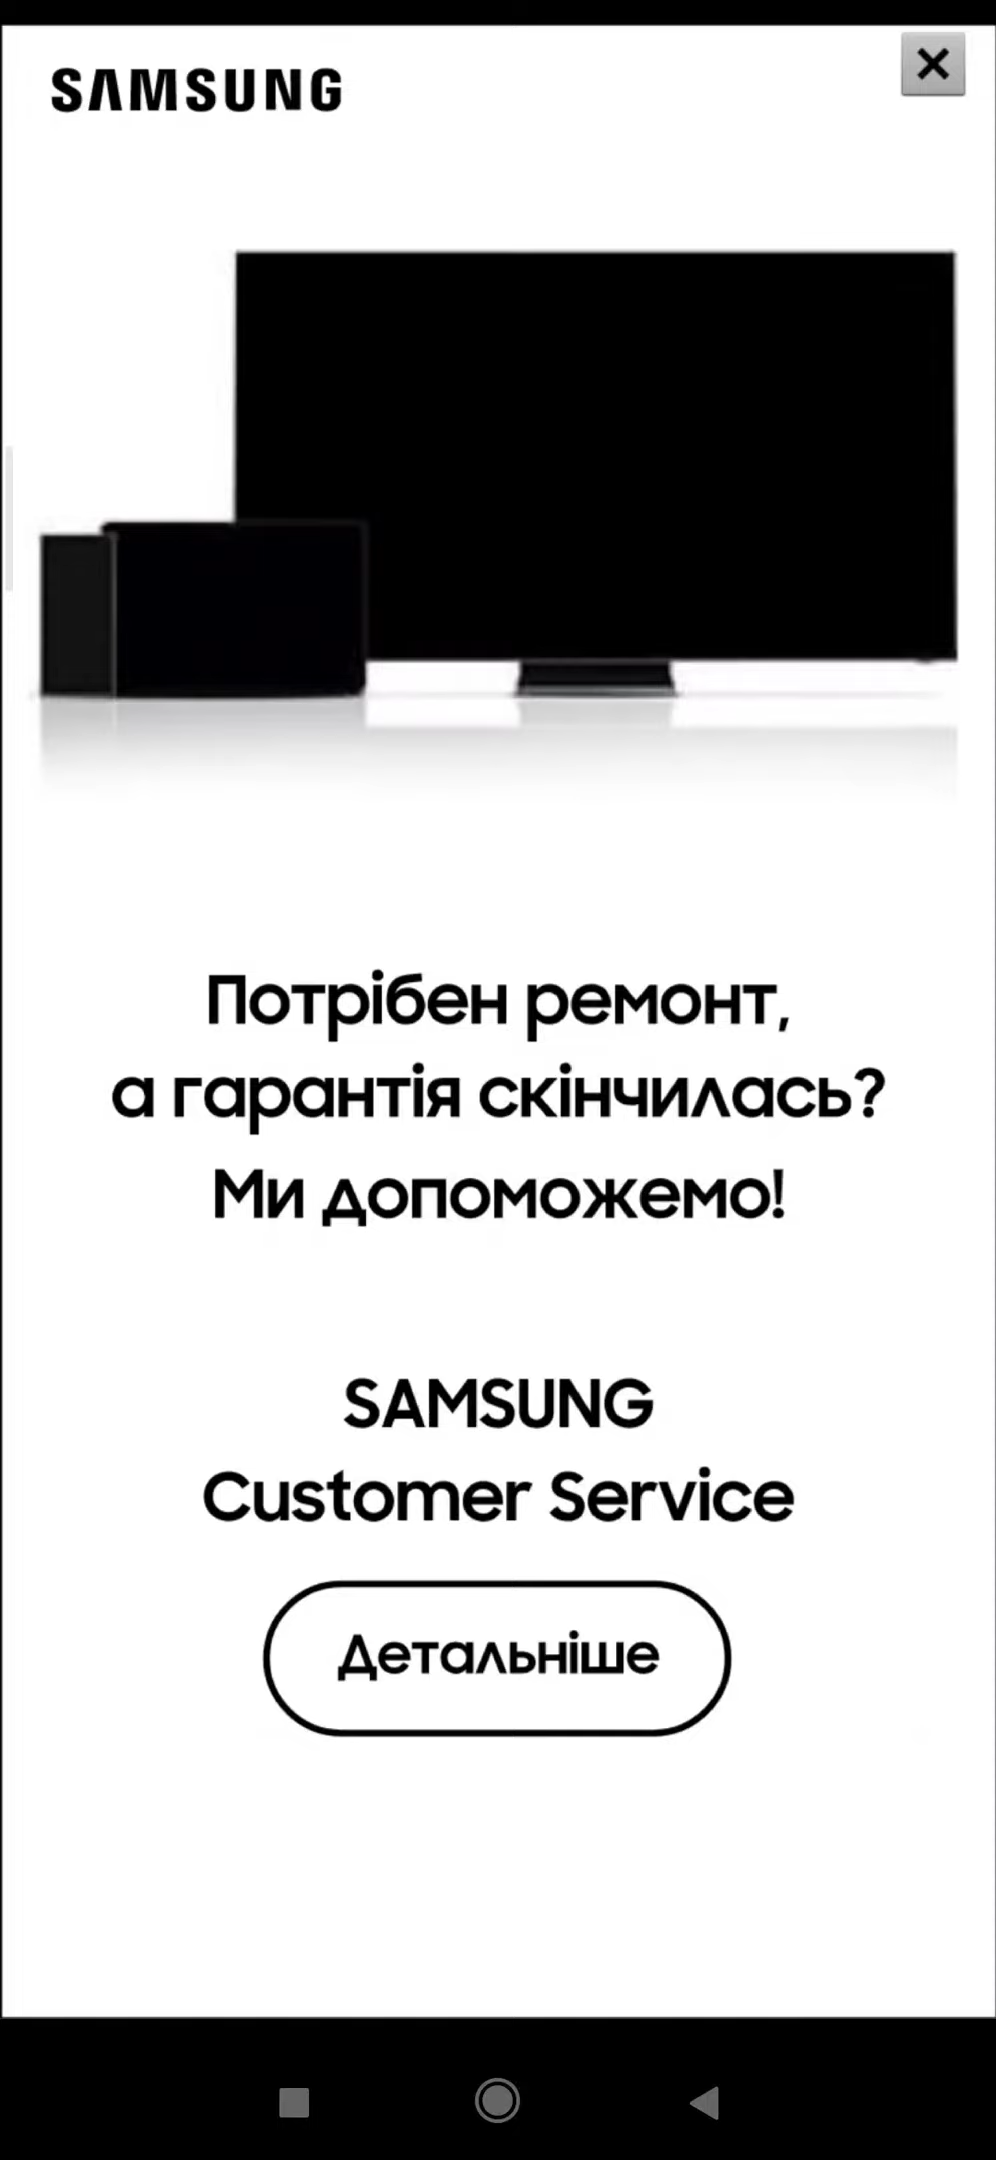 SAMSUNG
Потрібен ремонт,
а гарантія скінчилась?
Ми допоможемо!
SAMSUNG
Customer Service
Детальніше